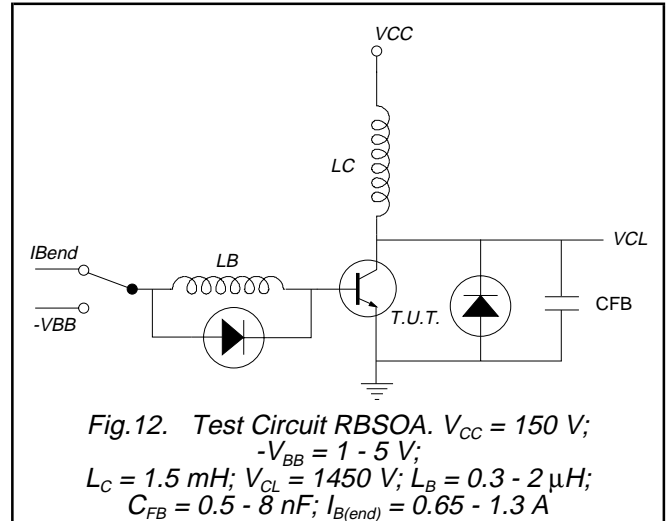 VCC
LC
IBend
LB
VCL
-VBB
T.U.T.
CFB
Fig.12. Test Circuit RBSOA. VCC = 150 V;
-VBB = 1 - 5 V;
LC = 1.5 mH; VCL = 1450 V; LB = 0.3 - 2 μH;
CFB = 0.5 - 8 nF; IB(end) = 0.65 - 1.3 A